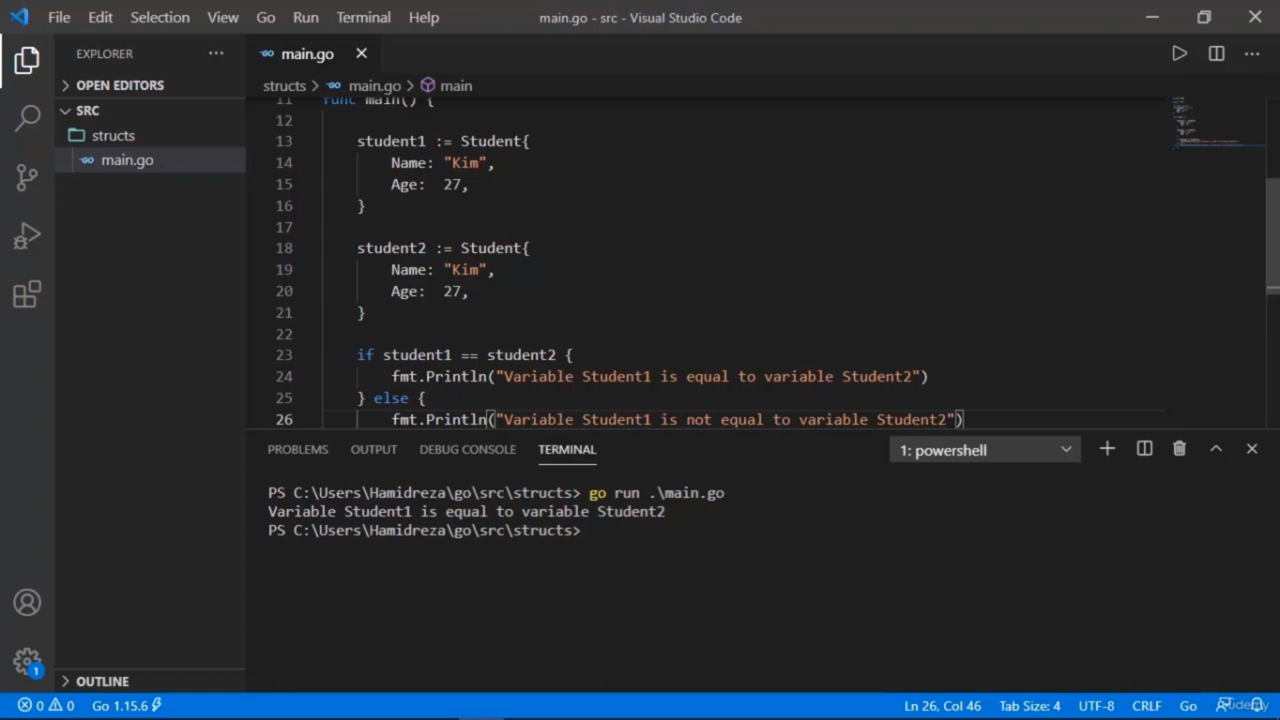 File Edit Selection View Go Run Terminal Help main.go - src - Visual Studio Code
EXPLORER
main.go
OPEN EDITORS
structs > main.go > main
SRC
structs
main.go
11 func main() {
12
13 student1 := Student{
14 Name: "Kim",
15 Age: 27,
16 }
17
18 student2 := Student{
19 Name: "Kim",
20 Age: 27,
21 }
22
23 if student1 == student2 {
24 fmt.Println("Variable Student1 is equal to variable Student2")
25 } else {
26 fmt.Println("Variable Student1 is not equal to variable Student2")
PROBLEMS OUTPUT DEBUG CONSOLE TERMINAL 1: powershell
PS C:\Users\Hamidreza\go\src\structs> go run .\main.go
Variable Student1 is equal to variable Student2
PS C:\Users\Hamidreza\go\src\structs>
1
OUTLINE
0 0 Go 1.15.6 Ln 26, Col 46 Tab Size: 4 UTF-8 CRLF Go
Udemy